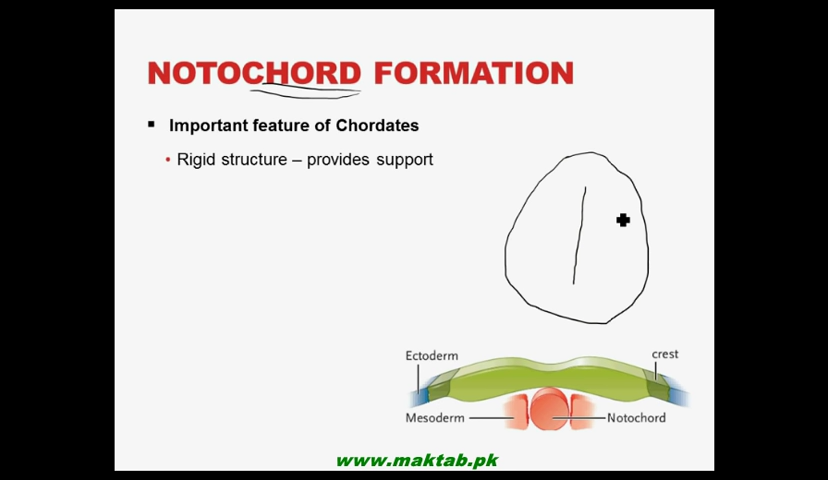 NOTOCHORD FORMATION
▪ Important feature of Chordates
• Rigid structure – provides support
Ectoderm
crest
Mesoderm
Notochord
www.maktab.pk